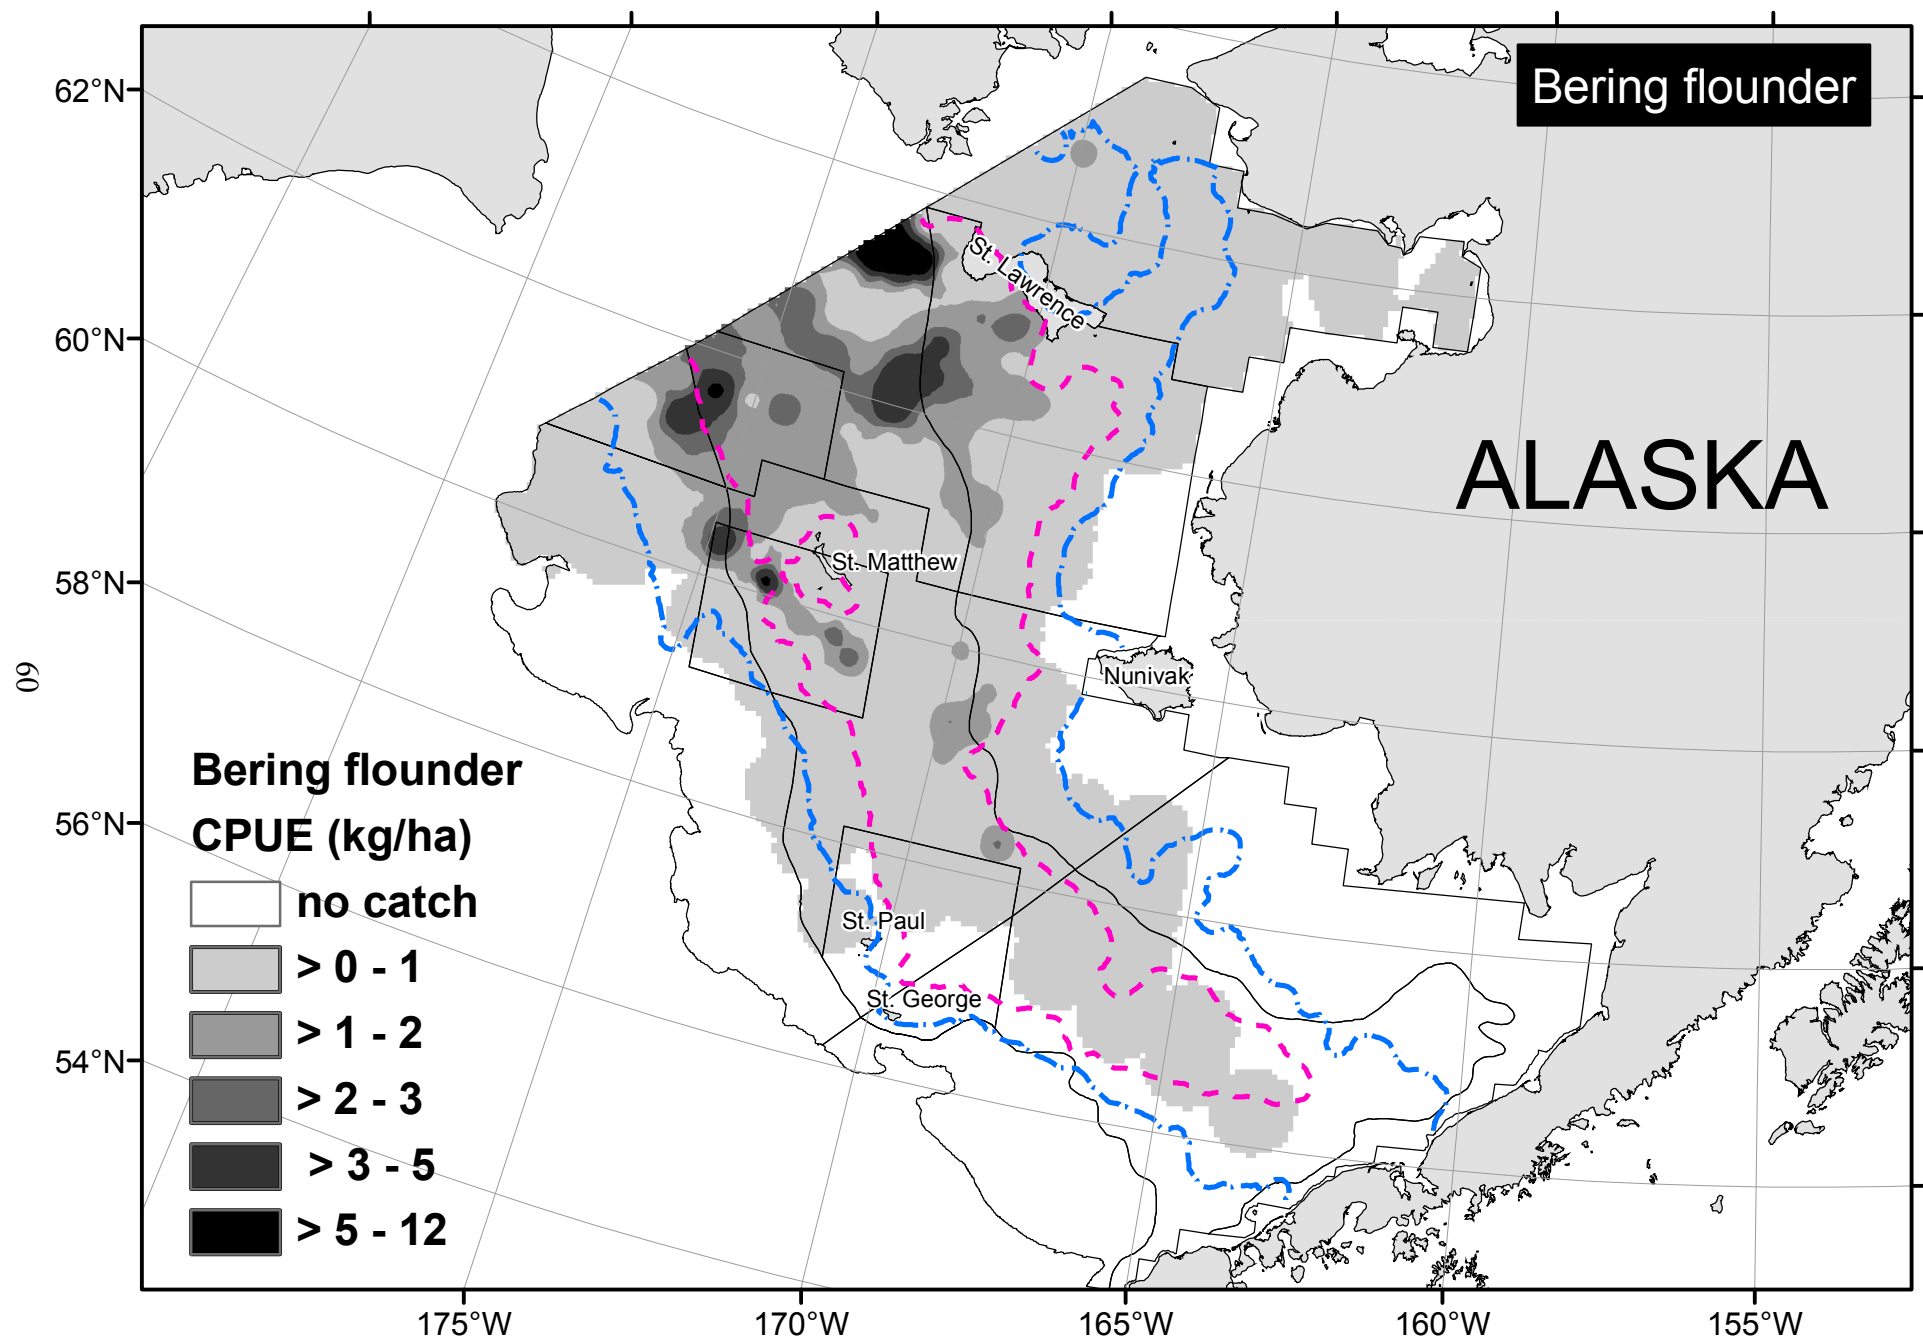 Bering flounder
62°N
60°N
58°N
56°N
54°N
ALASKA
St. Lawrence
St. Matthew
Nunivak
St. Paul
St. George
60
Bering flounder
CPUE (kg/ha)
no catch
> 0 - 1
> 1 - 2
> 2 - 3
> 3 - 5
> 5 - 12
175°W
170°W
165°W
160°W
155°W